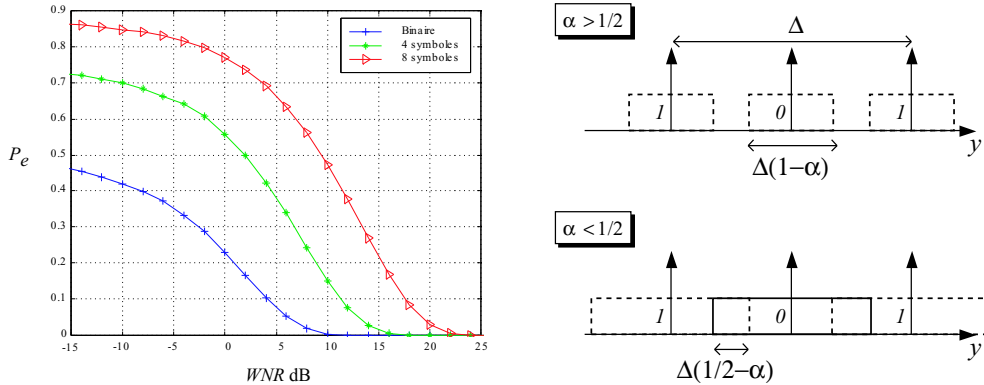 0.9
0.8
0.7
0.6
0.5
0.4
0.3
0.2
0.1
0
P_e
-15 -10 -5 0 5 10 15 20 25
WNR dB
Binaire
4 symboles
8 symboles
α > 1/2
Δ
1 0 1
y
Δ(1−α)
α < 1/2
1 0 1
y
Δ(1/2−α)